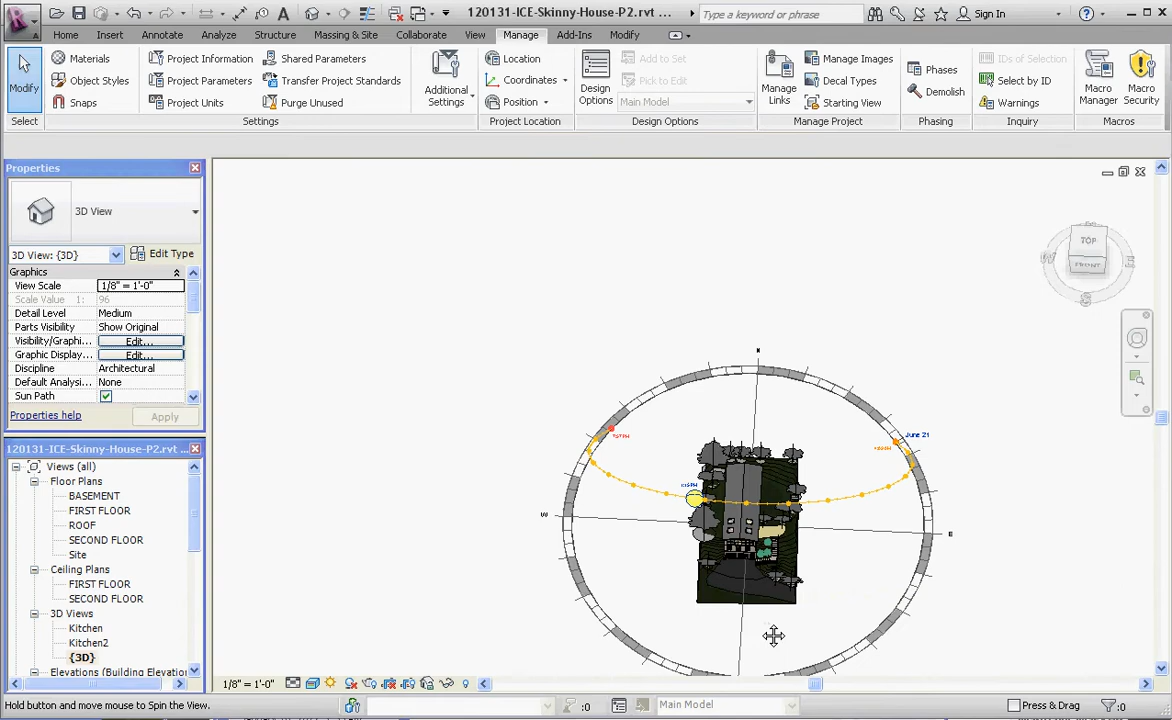 120131-ICE-Skinny-House-P2.rvt ...
Type a keyword or phrase
Sign In
Home Insert Annotate Analyze Structure Massing & Site Collaborate View Manage Add-Ins Modify
Modify
Select
Materials
Object Styles
Snaps
Project Information
Project Parameters
Project Units
Shared Parameters
Transfer Project Standards
Purge Unused
Settings
Additional
Settings
Location
Coordinates
Position
Project Location
Design
Options
Add to Set
Pick to Edit
Main Model
Design Options
Manage
Links
Manage Images
Decal Types
Starting View
Manage Project
Phases
Demolish
Phasing
IDs of Selection
Select by ID
Warnings
Inquiry
Macro
Manager
Macro
Security
Macros
Properties
3D View
3D View: {3D}
Edit Type
Graphics
View Scale 1/8" = 1'-0"
Scale Value 1: 96
Detail Level Medium
Parts Visibility Show Original
Visibility/Graphi... Edit...
Graphic Display... Edit...
Discipline Architectural
Default Analysi... None
Sun Path
Properties help
Apply
120131-ICE-Skinny-House-P2.rvt ...
Views (all)
Floor Plans
BASEMENT
FIRST FLOOR
ROOF
SECOND FLOOR
Site
Ceiling Plans
FIRST FLOOR
SECOND FLOOR
3D Views
Kitchen
Kitchen2
{3D}
Elevations (Building Elevation
TOP
FRONT
W
E
S
N
June 21
W
E
1/8" = 1'-0"
Hold button and move mouse to Spin the View.
:0
Main Model
Press & Drag
:0